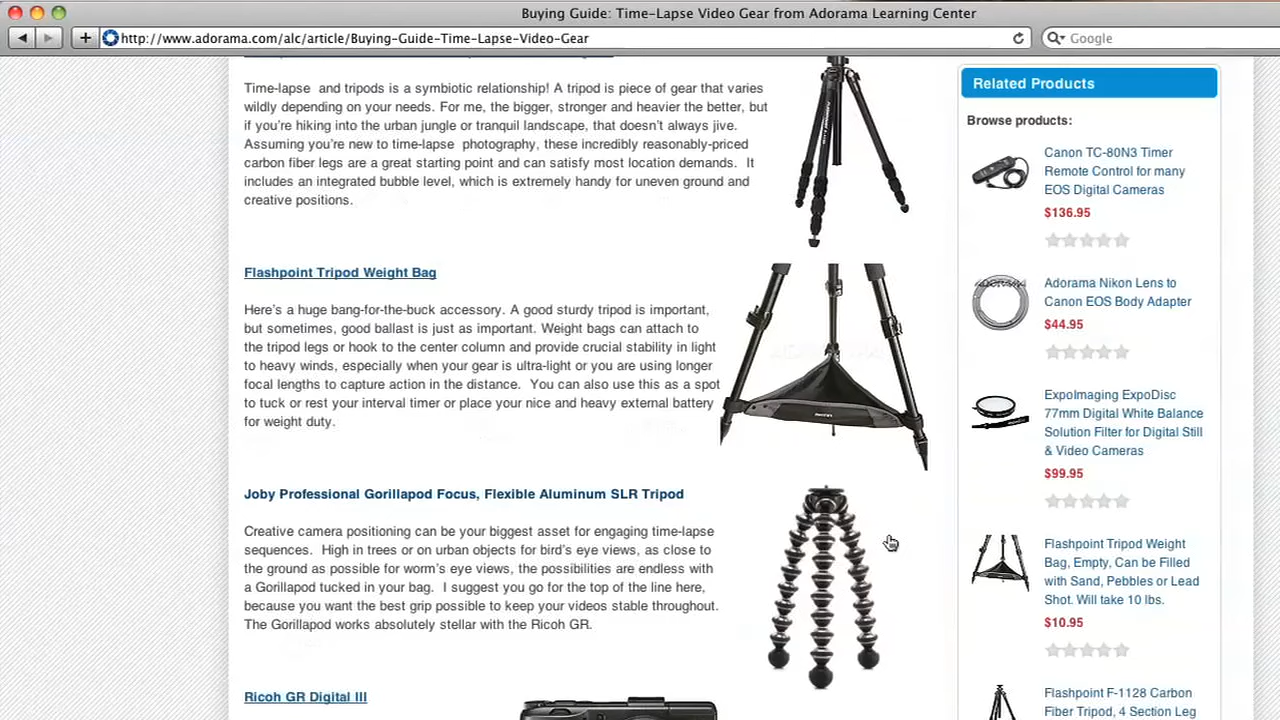 Buying Guide: Time-Lapse Video Gear from Adorama Learning Center
http://www.adorama.com/alc/article/Buying-Guide-Time-Lapse-Video-Gear
Google
Time-lapse and tripods is a symbiotic relationship! A tripod is piece of gear that varies
wildly depending on your needs. For me, the bigger, stronger and heavier the better, but
if you're hiking into the urban jungle or tranquil landscape, that doesn't always jive.
Assuming you're new to time-lapse photography, these incredibly reasonably-priced
carbon fiber legs are a great starting point and can satisfy most location demands. It
includes an integrated bubble level, which is extremely handy for uneven ground and
creative positions.
Flashpoint Tripod Weight Bag
Here's a huge bang-for-the-buck accessory. A good sturdy tripod is important,
but sometimes, good ballast is just as important. Weight bags can attach to
the tripod legs or hook to the center column and provide crucial stability in light
to heavy winds, especially when your gear is ultra-light or you are using longer
focal lengths to capture action in the distance. You can also use this as a spot
to tuck or rest your interval timer or place your nice and heavy external battery
for weight duty.
Joby Professional Gorillapod Focus, Flexible Aluminum SLR Tripod
Creative camera positioning can be your biggest asset for engaging time-lapse
sequences. High in trees or on urban objects for bird's eye views, as close to
the ground as possible for worm's eye views, the possibilities are endless with
a Gorillapod tucked in your bag. I suggest you go for the top of the line here,
because you want the best grip possible to keep your videos stable throughout.
The Gorillapod works absolutely stellar with the Ricoh GR.
Ricoh GR Digital III
Related Products
Browse products:
Canon TC-80N3 Timer
Remote Control for many
EOS Digital Cameras
$136.95
Adorama Nikon Lens to
Canon EOS Body Adapter
$44.95
ExpoImaging ExpoDisc
77mm Digital White Balance
Solution Filter for Digital Still
& Video Cameras
$99.95
Flashpoint Tripod Weight
Bag, Empty, Can be Filled
with Sand, Pebbles or Lead
Shot. Will take 10 lbs.
$10.95
Flashpoint F-1128 Carbon
Fiber Tripod, 4 Section Leg